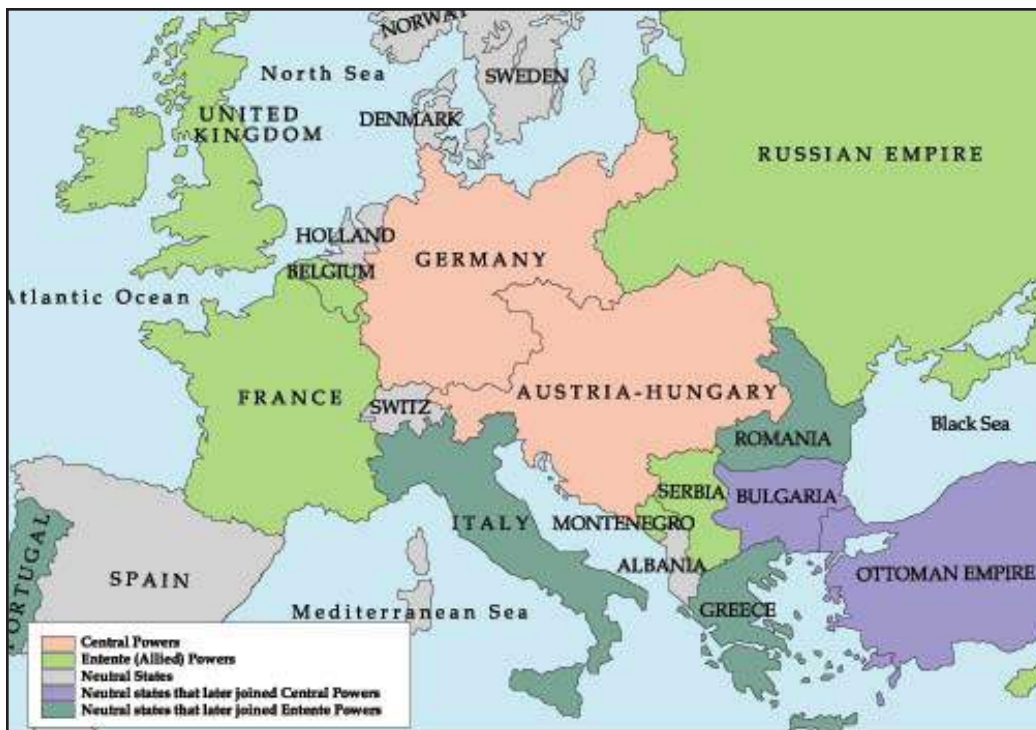 NORWAY
North Sea
SWEDEN
UNITED
KINGDOM
DENMARK
RUSSIAN EMPIRE
HOLLAND
GERMANY
BELGIUM
Atlantic Ocean
FRANCE
SWITZ
AUSTRIA-HUNGARY
Black Sea
ROMANIA
SERBIA
BULGARIA
ITALY
MONTENEGRO
PORTUGAL
SPAIN
ALBANIA
OTTOMAN EMPIRE
Mediterranean Sea
GREECE
Central Powers
Entente (Allied) Powers
Neutral States
Neutral states that later joined Central Powers
Neutral states that later joined Entente Powers